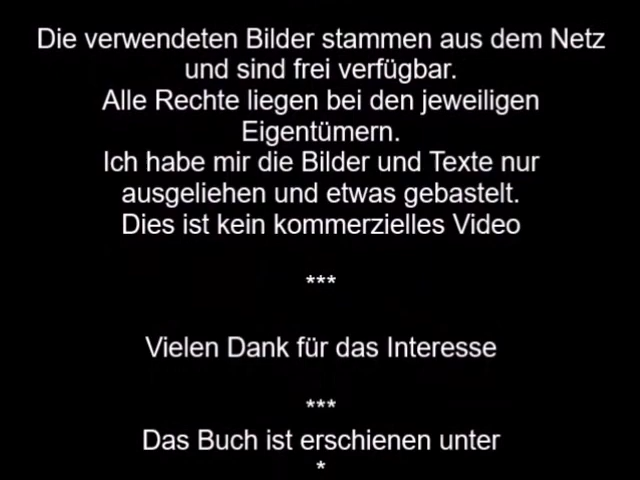 Die verwendeten Bilder stammen aus dem Netz
und sind frei verfügbar.
Alle Rechte liegen bei den jeweiligen
Eigentümern.
Ich habe mir die Bilder und Texte nur
ausgeliehen und etwas gebastelt.
Dies ist kein kommerzielles Video
***
Vielen Dank für das Interesse
***
Das Buch ist erschienen unter
*